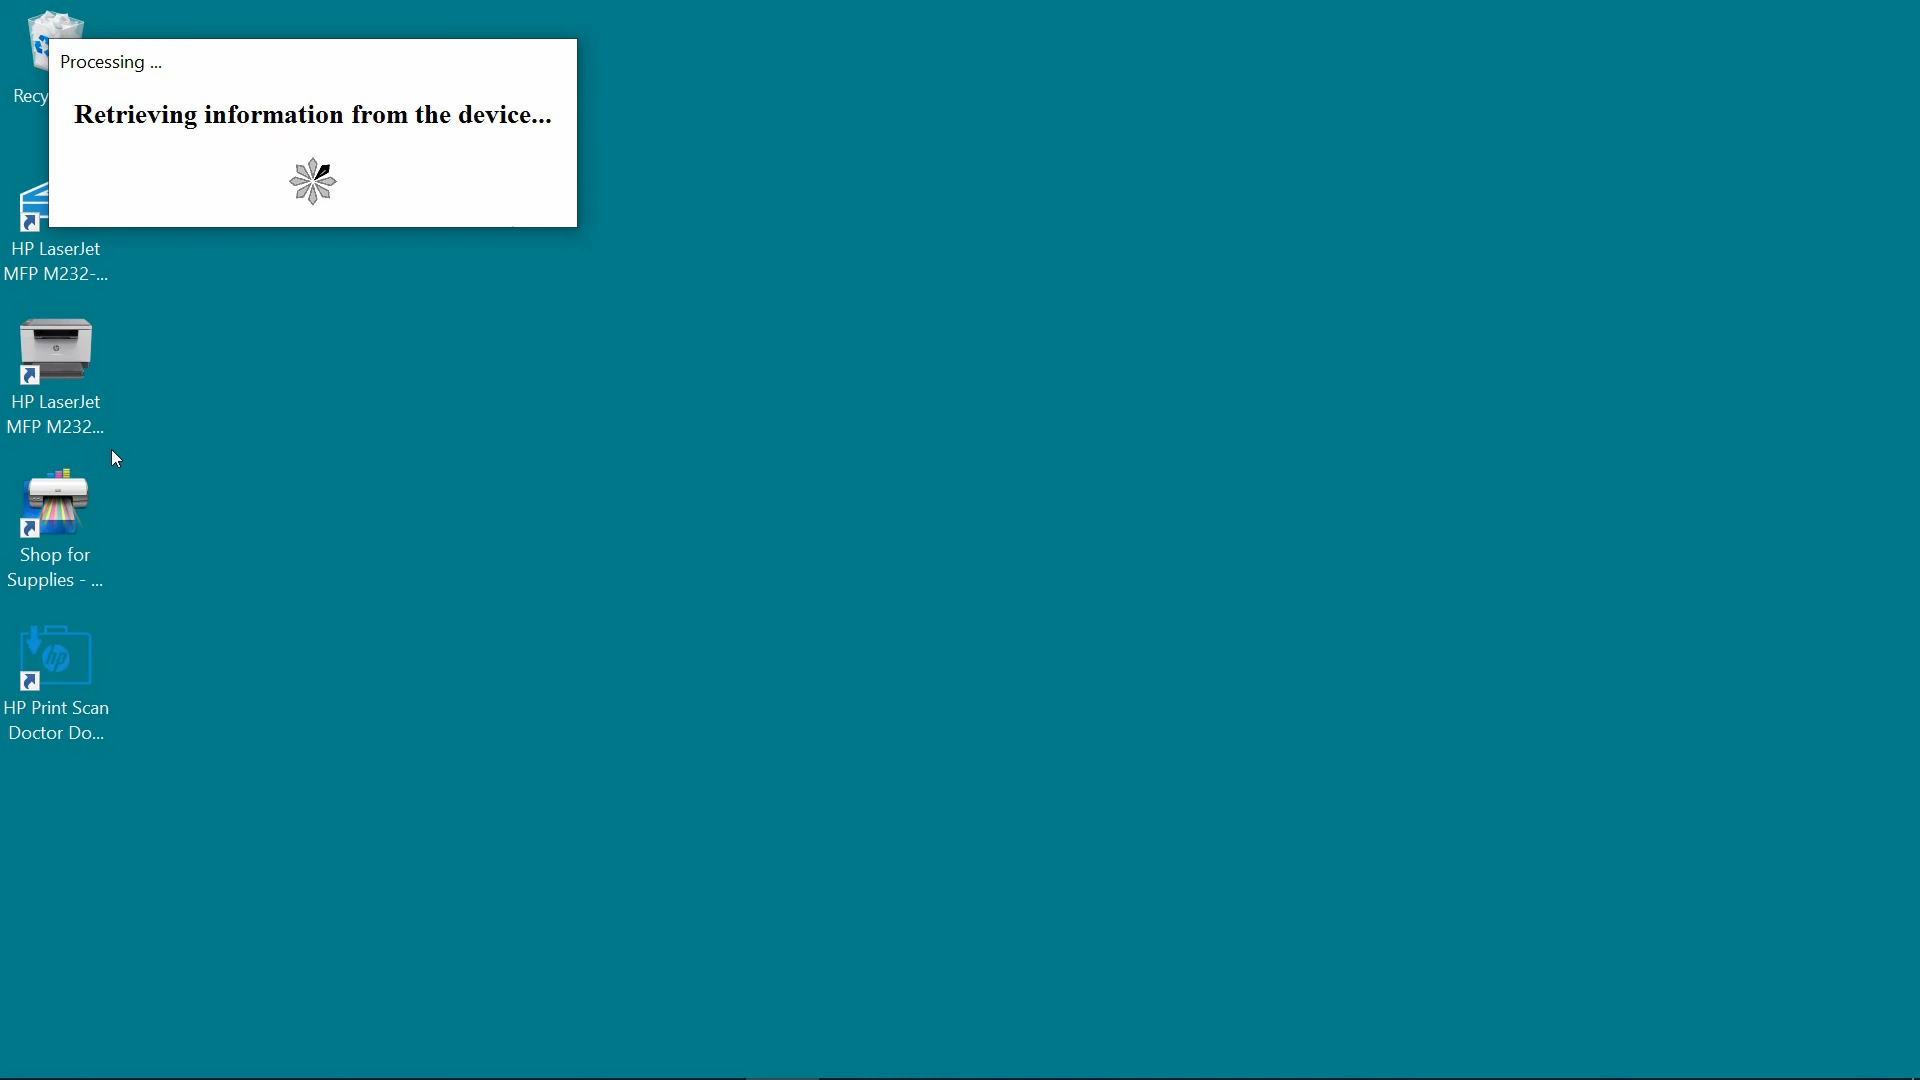 Processing ...
Retrieving information from the device...
Recy
HP LaserJet
MFP M232-...
HP LaserJet
MFP M232...
Shop for
Supplies - ...
hp
HP Print Scan
Doctor Do...